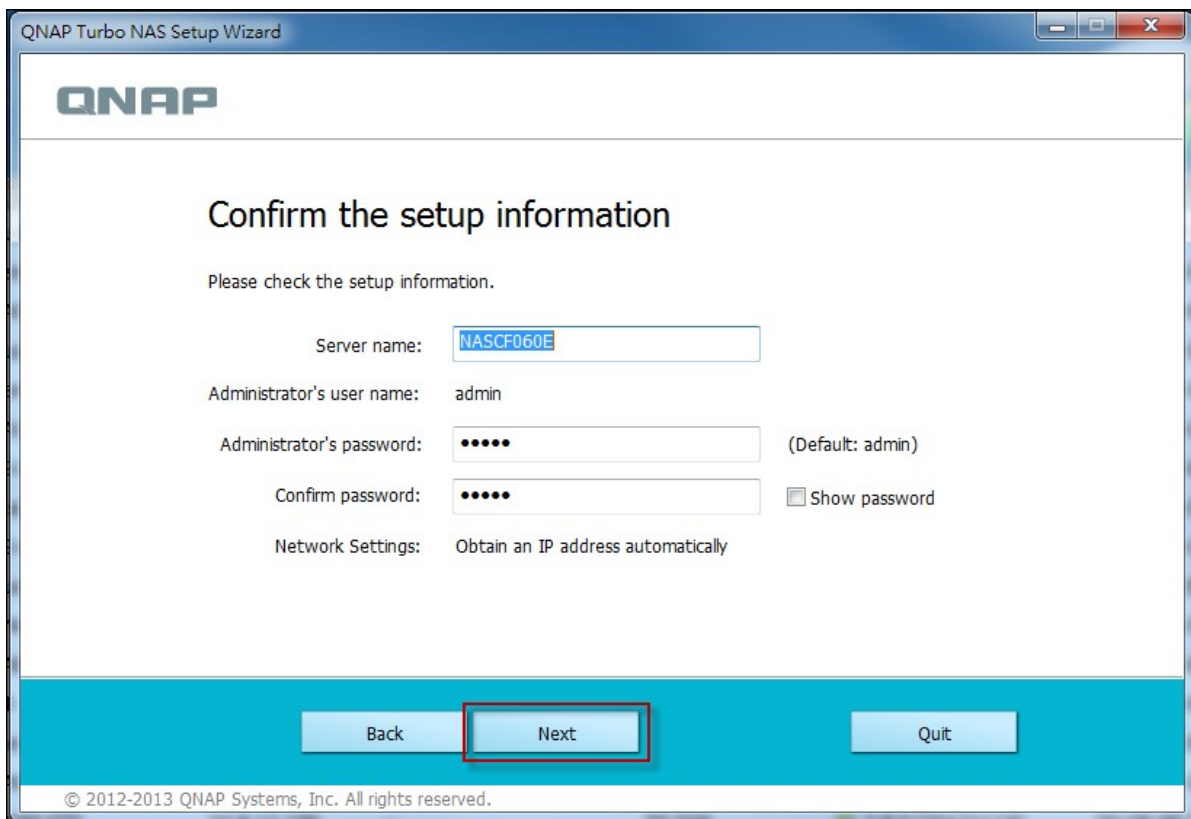 QNAP Turbo NAS Setup Wizard
QNAP
Confirm the setup information
Please check the setup information.
Server name: NASCF060E
Administrator's user name: admin
Administrator's password: ••••• (Default: admin)
Confirm password: ••••• Show password
Network Settings: Obtain an IP address automatically
Back Next Quit
© 2012-2013 QNAP Systems, Inc. All rights reserved.